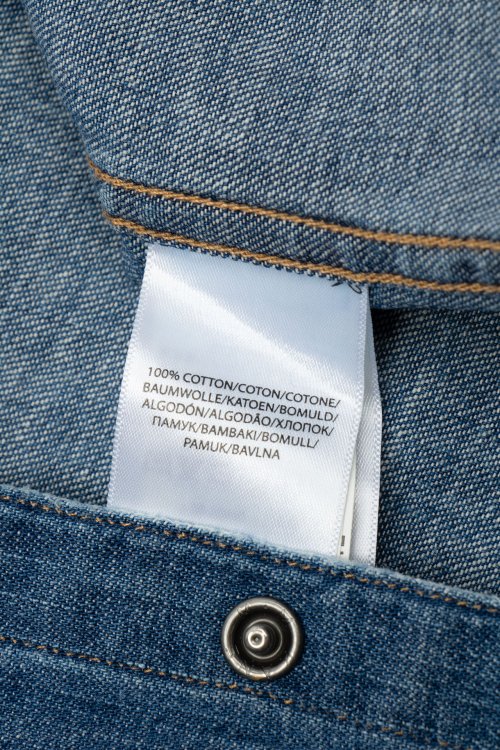 100% COTTON/COTON/COTONE/
BAUMWOLLE/KATOEN/BOMULD/
ALGODÓN/ALGODÃO/ХЛОПОК/
ПАМУК/BAMBAKI/BOMULL/
PAMUK/BAVLNA